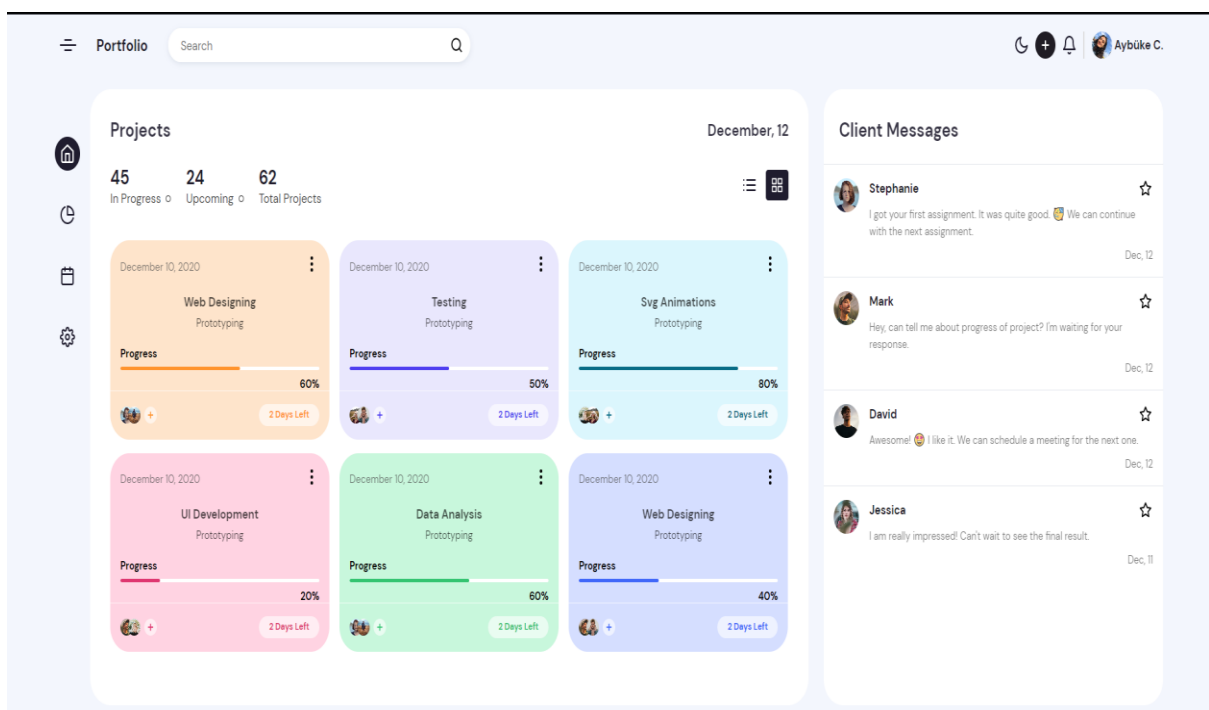 Portfolio
Search
Aybüke C.
Projects
December, 12
45
In Progress
24
Upcoming
62
Total Projects
December 10, 2020
Web Designing
Prototyping
Progress
60%
+
2 Days Left
December 10, 2020
Testing
Prototyping
Progress
50%
+
2 Days Left
December 10, 2020
Svg Animations
Prototyping
Progress
80%
+
2 Days Left
December 10, 2020
UI Development
Prototyping
Progress
20%
+
2 Days Left
December 10, 2020
Data Analysis
Prototyping
Progress
60%
+
2 Days Left
December 10, 2020
Web Designing
Prototyping
Progress
40%
+
2 Days Left
Client Messages
Stephanie
I got your first assignment. It was quite good. 🥳 We can continue
with the next assignment.
Dec, 12
Mark
Hey, can tell me about progress of project? I'm waiting for your
response.
Dec, 12
David
Awesome! 🤩 I like it. We can schedule a meeting for the next one.
Dec, 12
Jessica
I am really impressed! Can't wait to see the final result.
Dec, 11